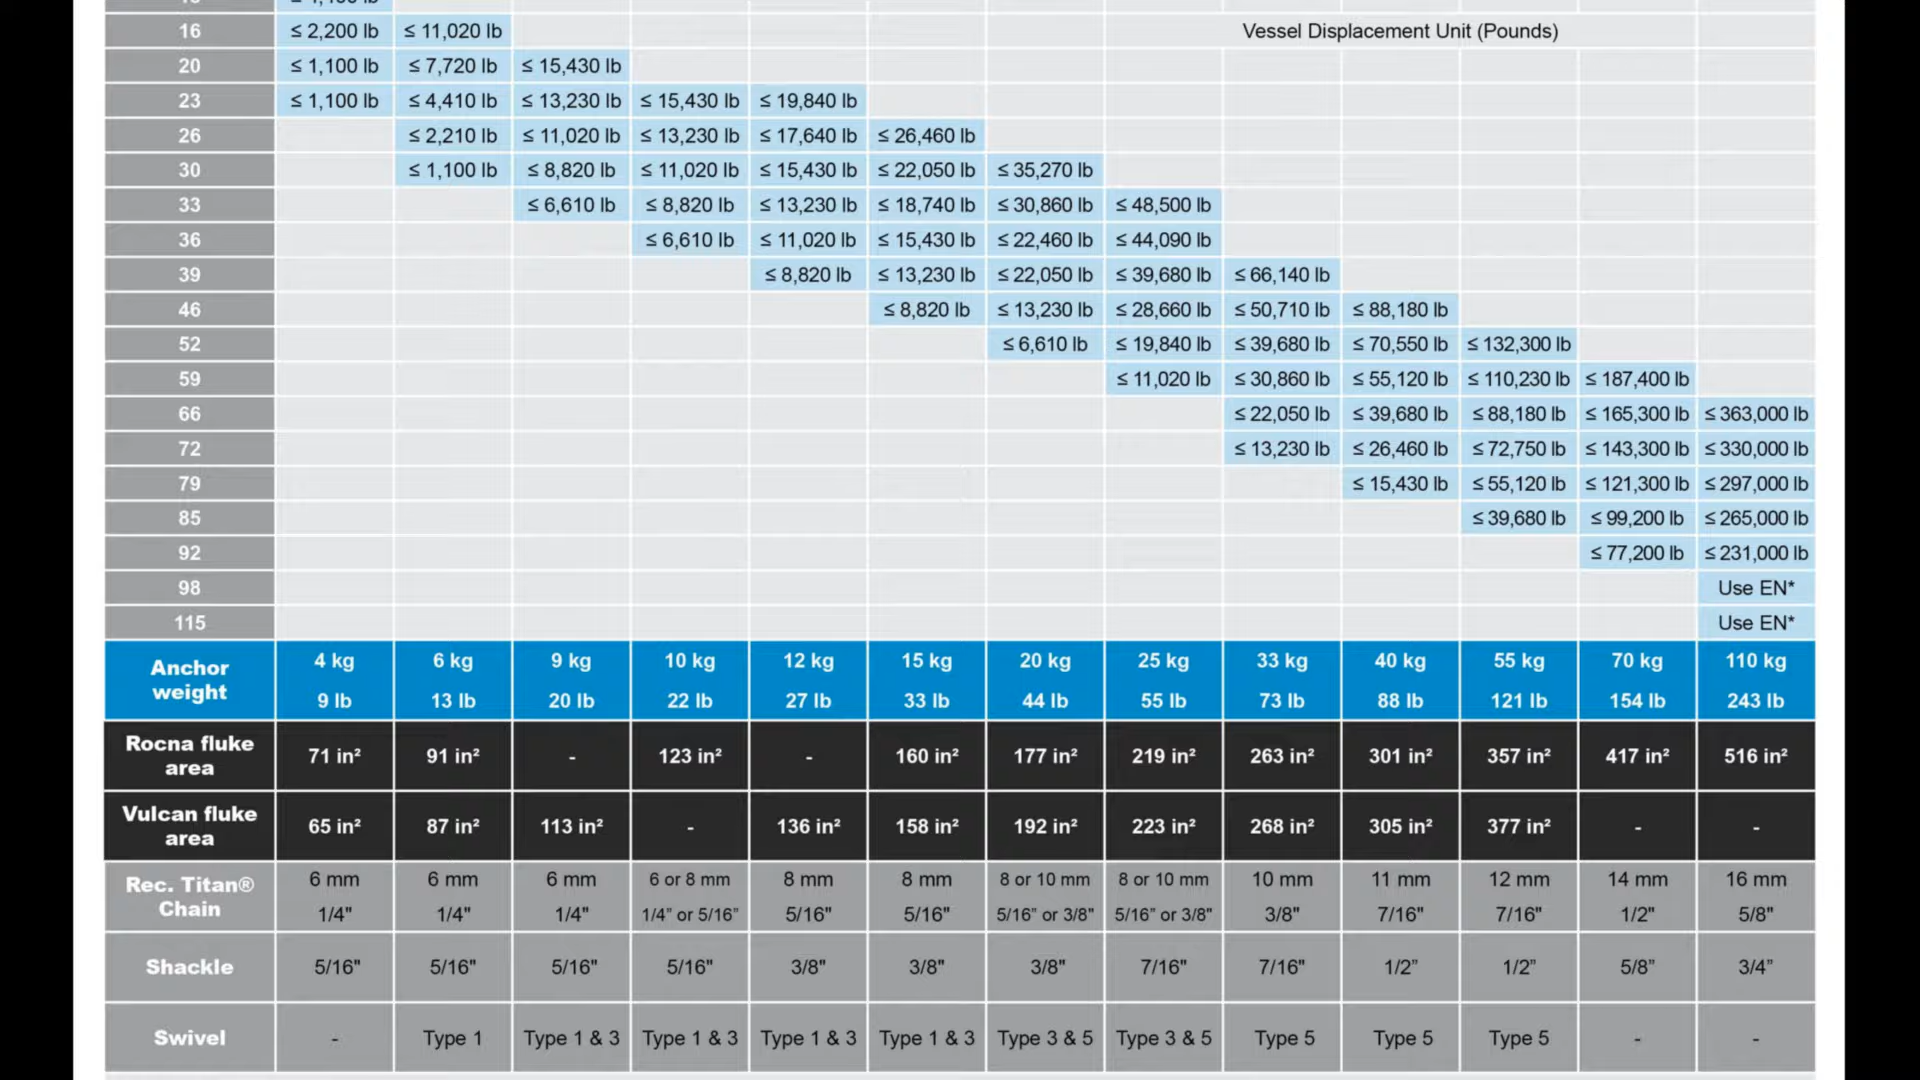 16 ≤ 2,200 lb ≤ 11,020 lb Vessel Displacement Unit (Pounds)
20 ≤ 1,100 lb ≤ 7,720 lb ≤ 15,430 lb
23 ≤ 1,100 lb ≤ 4,410 lb ≤ 13,230 lb ≤ 15,430 lb ≤ 19,840 lb
26 ≤ 2,210 lb ≤ 11,020 lb ≤ 13,230 lb ≤ 17,640 lb ≤ 26,460 lb
30 ≤ 1,100 lb ≤ 8,820 lb ≤ 11,020 lb ≤ 15,430 lb ≤ 22,050 lb ≤ 35,270 lb
33 ≤ 6,610 lb ≤ 8,820 lb ≤ 13,230 lb ≤ 18,740 lb ≤ 30,860 lb ≤ 48,500 lb
36 ≤ 6,610 lb ≤ 11,020 lb ≤ 15,430 lb ≤ 22,460 lb ≤ 44,090 lb
39 ≤ 8,820 lb ≤ 13,230 lb ≤ 22,050 lb ≤ 39,680 lb ≤ 66,140 lb
46 ≤ 8,820 lb ≤ 13,230 lb ≤ 28,660 lb ≤ 50,710 lb ≤ 88,180 lb
52 ≤ 6,610 lb ≤ 19,840 lb ≤ 39,680 lb ≤ 70,550 lb ≤ 132,300 lb
59 ≤ 11,020 lb ≤ 30,860 lb ≤ 55,120 lb ≤ 110,230 lb ≤ 187,400 lb
66 ≤ 22,050 lb ≤ 39,680 lb ≤ 88,180 lb ≤ 165,300 lb ≤ 363,000 lb
72 ≤ 13,230 lb ≤ 26,460 lb ≤ 72,750 lb ≤ 143,300 lb ≤ 330,000 lb
79 ≤ 15,430 lb ≤ 55,120 lb ≤ 121,300 lb ≤ 297,000 lb
85 ≤ 39,680 lb ≤ 99,200 lb ≤ 265,000 lb
92 ≤ 77,200 lb ≤ 231,000 lb
98 Use EN*
115 Use EN*
Anchor weight
4 kg 6 kg 9 kg 10 kg 12 kg 15 kg 20 kg 25 kg 33 kg 40 kg 55 kg 70 kg 110 kg
9 lb 13 lb 20 lb 22 lb 27 lb 33 lb 44 lb 55 lb 73 lb 88 lb 121 lb 154 lb 243 lb
Rocna fluke area 71 in² 91 in² - 123 in² - 160 in² 177 in² 219 in² 263 in² 301 in² 357 in² 417 in² 516 in²
Vulcan fluke area 65 in² 87 in² 113 in² - 136 in² 158 in² 192 in² 223 in² 268 in² 305 in² 377 in² - -
Rec. Titan® Chain
6 mm 6 mm 6 mm 6 or 8 mm 8 mm 8 mm 8 or 10 mm 8 or 10 mm 10 mm 11 mm 12 mm 14 mm 16 mm
1/4" 1/4" 1/4" 1/4” or 5/16” 5/16" 5/16" 5/16” or 3/8" 5/16” or 3/8" 3/8" 7/16" 7/16" 1/2" 5/8"
Shackle 5/16" 5/16" 5/16" 5/16" 3/8" 3/8" 3/8" 7/16" 7/16" 1/2” 1/2” 5/8” 3/4”
Swivel - Type 1 Type 1 & 3 Type 1 & 3 Type 1 & 3 Type 1 & 3 Type 3 & 5 Type 3 & 5 Type 5 Type 5 Type 5 - -